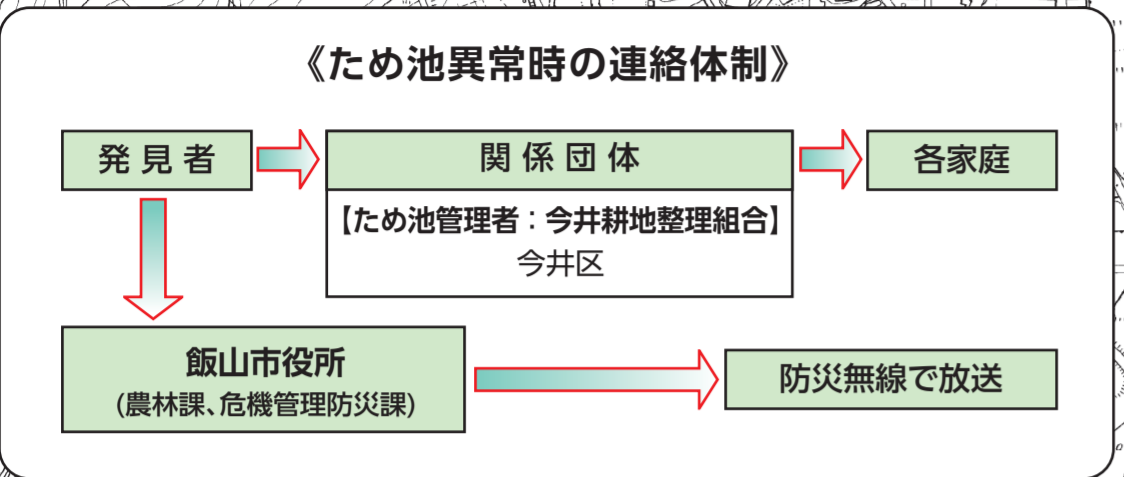 《ため池異常時の連絡体制》
発見者
関係団体
各家庭
【ため池管理者：今井耕地整理組合】
今井区
飯山市役所
(農林課、危機管理防災課)
防災無線で放送